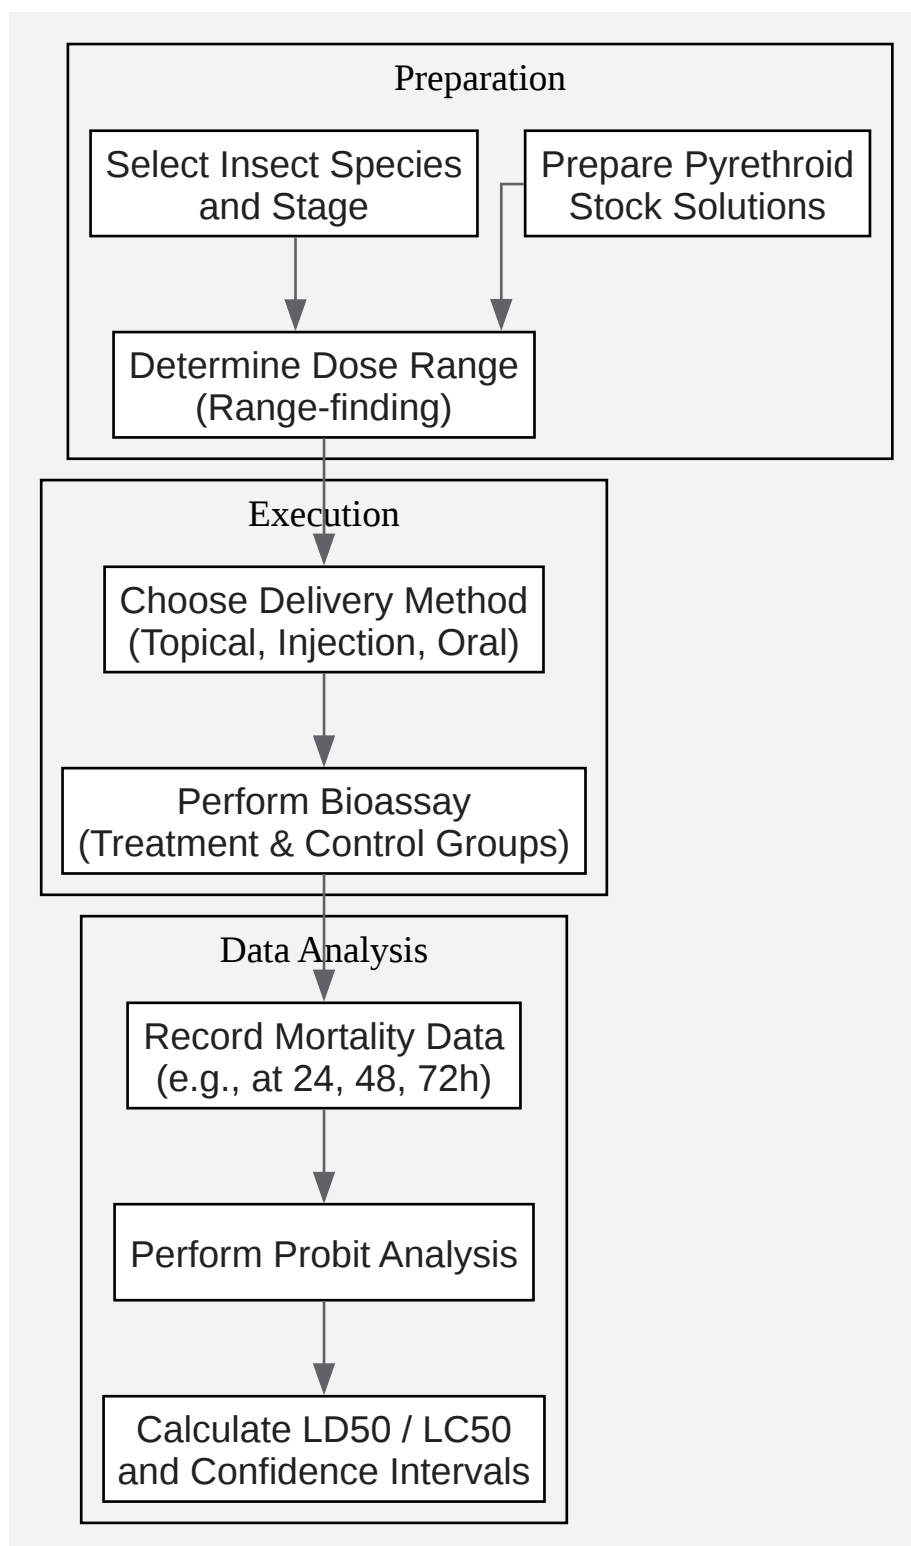 Preparation
Select Insect Species
and Stage
Prepare Pyrethroid
Stock Solutions
Determine Dose Range
(Range-finding)
Execution
Choose Delivery Method
(Topical, Injection, Oral)
Perform Bioassay
(Treatment & Control Groups)
Data Analysis
Record Mortality Data
(e.g., at 24, 48, 72h)
Perform Probit Analysis
Calculate LD50 / LC50
and Confidence Intervals